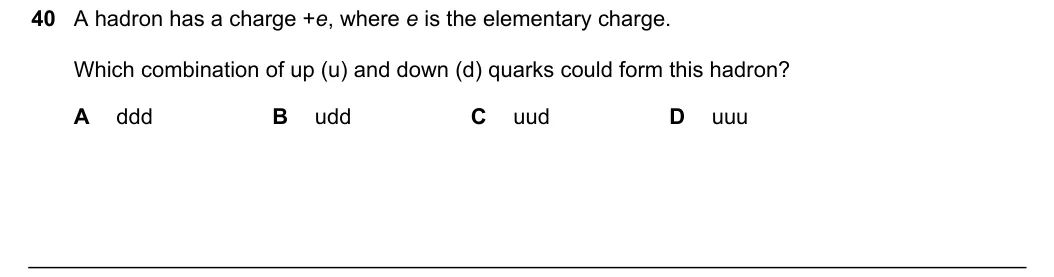 40 A hadron has a charge +e, where e is the elementary charge.
Which combination of up (u) and down (d) quarks could form this hadron?
A ddd B udd C uud D uuu